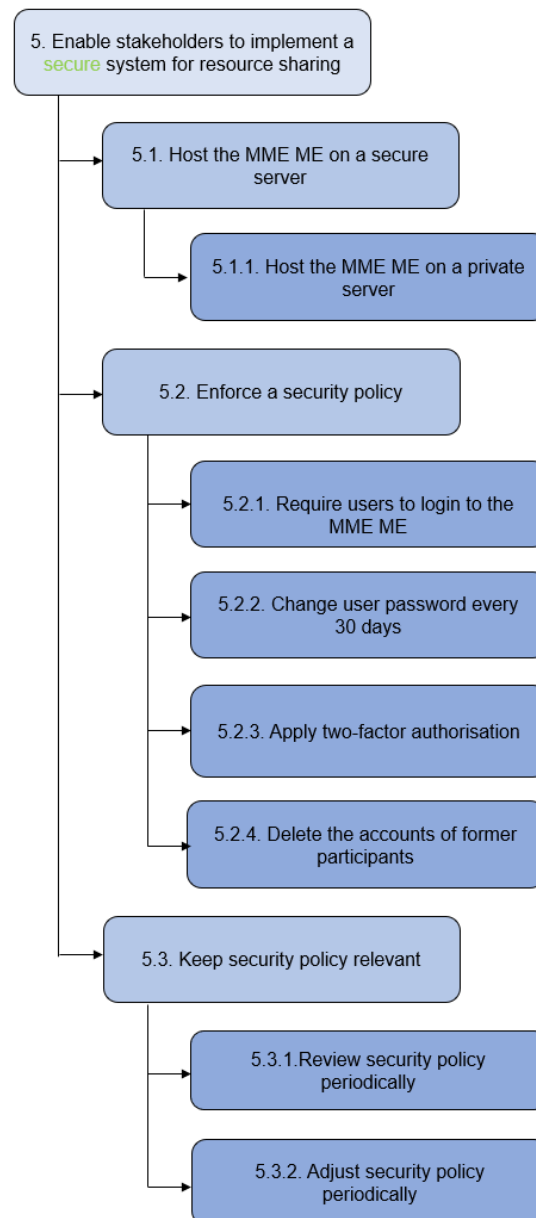 5. Enable stakeholders to implement a
secure system for resource sharing
5.1. Host the MME ME on a secure
server
5.1.1. Host the MME ME on a private
server
5.2. Enforce a security policy
5.2.1. Require users to login to the
MME ME
5.2.2. Change user password every
30 days
5.2.3. Apply two-factor authorisation
5.2.4. Delete the accounts of former
participants
5.3. Keep security policy relevant
5.3.1.Review security policy
periodically
5.3.2. Adjust security policy
periodically